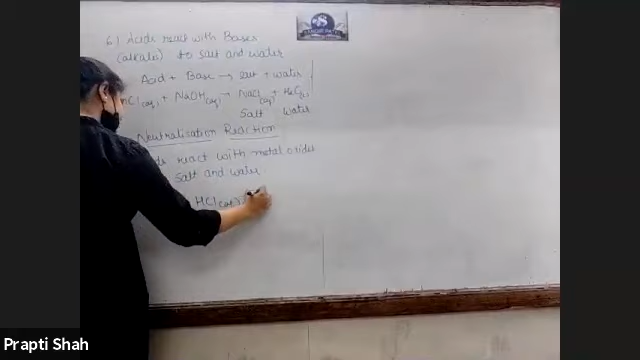 6) Acids react with Bases
(alkalis) to salt and water
Acid + Base → Salt + water
HCl(aq) + NaOH(aq) → NaCl(aq) + H2O(l)
Salt water
Neutralisation Reaction
react with metal oxides
Salt and water
HCl(aq)
Prapti Shah